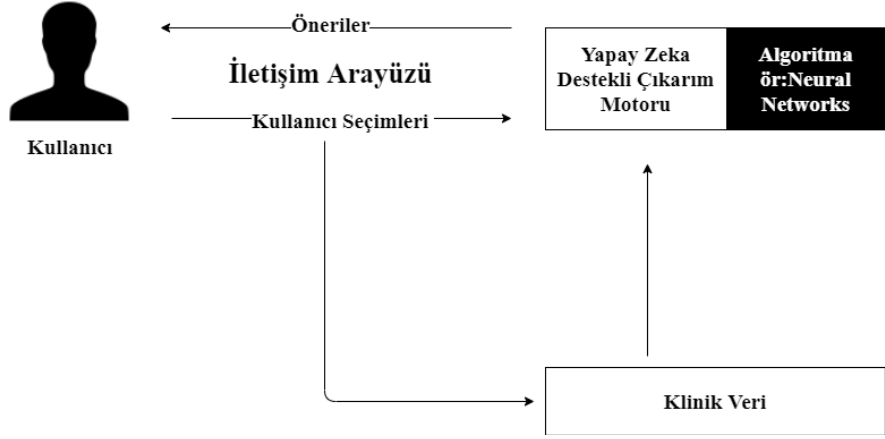 Öneriler
İletişim Arayüzü
Kullanıcı Seçimleri
Kullanıcı
Yapay Zeka
Destekli Çıkarım
Motoru
Algoritma
ör:Neural
Networks
Klinik Veri